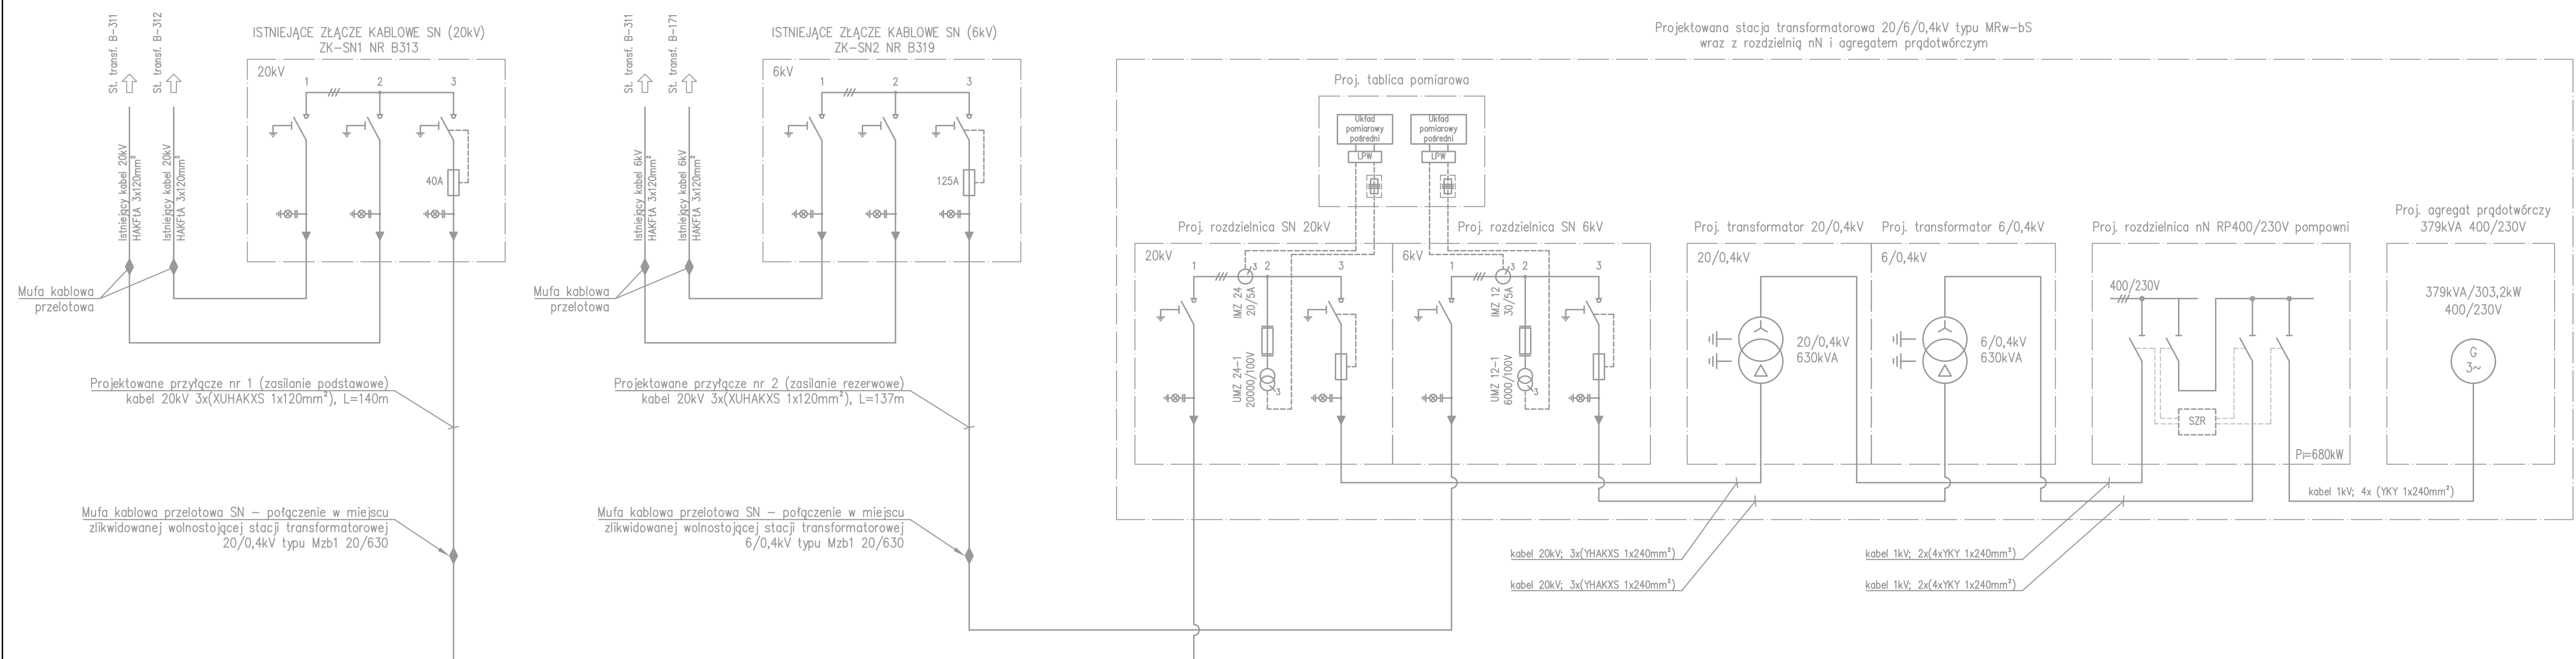 St. transf. B-311
St. transf. B-312
ISTNIEJĄCE ZŁĄCZE KABLOWE SN (20kV)
ZK-SN1 NR B313
20kV
1
2
3
40A
Istniejący kabel 20kV
HAKFtA 3x120mm²
Istniejący kabel 20kV
HAKFtA 3x120mm²
Mufa kablowa
przelotowa
Projektowane przyłącze nr 1 (zasilanie podstawowe)
kabel 20kV 3x(XUHAKXS 1x120mm²), L=140m
Mufa kablowa przelotowa SN - połączenie w miejscu
zlikwidowanej wolnostojącej stacji transformatorowej
20/0,4kV typu Mzb1 20/630
St. transf. B-311
St. transf. B-171
ISTNIEJĄCE ZŁĄCZE KABLOWE SN (6kV)
ZK-SN2 NR B319
6kV
1
2
3
125A
Istniejący kabel 6kV
HAKFtA 3x120mm²
Istniejący kabel 6kV
HAKFtA 3x120mm²
Mufa kablowa
przelotowa
Projektowane przyłącze nr 2 (zasilanie rezerwowe)
kabel 20kV 3x(XUHAKXS 1x120mm²), L=137m
Mufa kablowa przelotowa SN - połączenie w miejscu
zlikwidowanej wolnostojącej stacji transformatorowej
6/0,4kV typu Mzb1 20/630
Projektowana stacja transformatorowa 20/6/0,4kV typu MRw-bS
wraz z rozdzielnią nN i agregatem prądotwórczym
Proj. tablica pomiarowa
Układ
pomiarowy
pośredni
LPW
Układ
pomiarowy
pośredni
LPW
Proj. rozdzielnica SN 20kV
20kV
1
3
2
3
IMZ 24
20/5A
UMZ 24-1
20000/100V
3
Proj. rozdzielnica SN 6kV
6kV
1
3
2
3
IMZ 12
30/5A
UMZ 12-1
6000/100V
3
Proj. transformator 20/0,4kV
20/0,4kV
20/0,4kV
630kVA
Proj. transformator 6/0,4kV
6/0,4kV
6/0,4kV
630kVA
Proj. rozdzielnica nN RP400/230V pompowni
400/230V
SZR
Pi=680kW
Proj. agregat prądotwórczy
379kVA 400/230V
379kVA/303,2kW
400/230V
G
3~
kabel 1kV; 4x (YKY 1x240mm²)
kabel 20kV; 3x(YHAKXS 1x240mm²)
kabel 20kV; 3x(YHAKXS 1x240mm²)
kabel 1kV; 2x(4xYKY 1x240mm²)
kabel 1kV; 2x(4xYKY 1x240mm²)